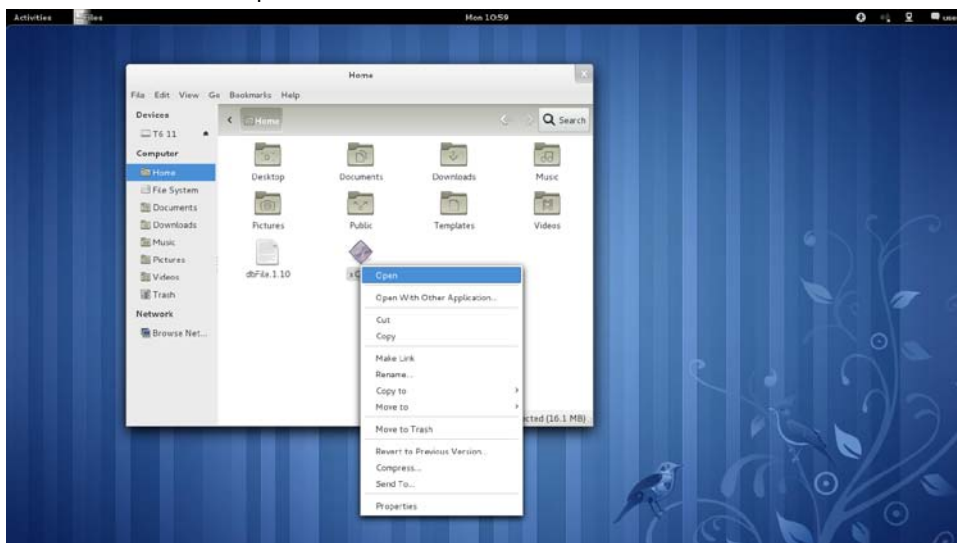 Activities Files Mon 10:59
Home
File Edit View Go Bookmarks Help
Devices
T6 11
Computer
Home
File System
Documents
Downloads
Music
Pictures
Videos
Trash
Network
Browse Net...
Home
Search
Desktop Documents Downloads Music
Pictures Public Templates Videos
dbFile.1.10
Open
Open With Other Application...
Cut
Copy
Make Link
Rename...
Copy to
Move to
Move to Trash
Revert to Previous Version...
Compress...
Send To...
Properties
(16.1 MB)